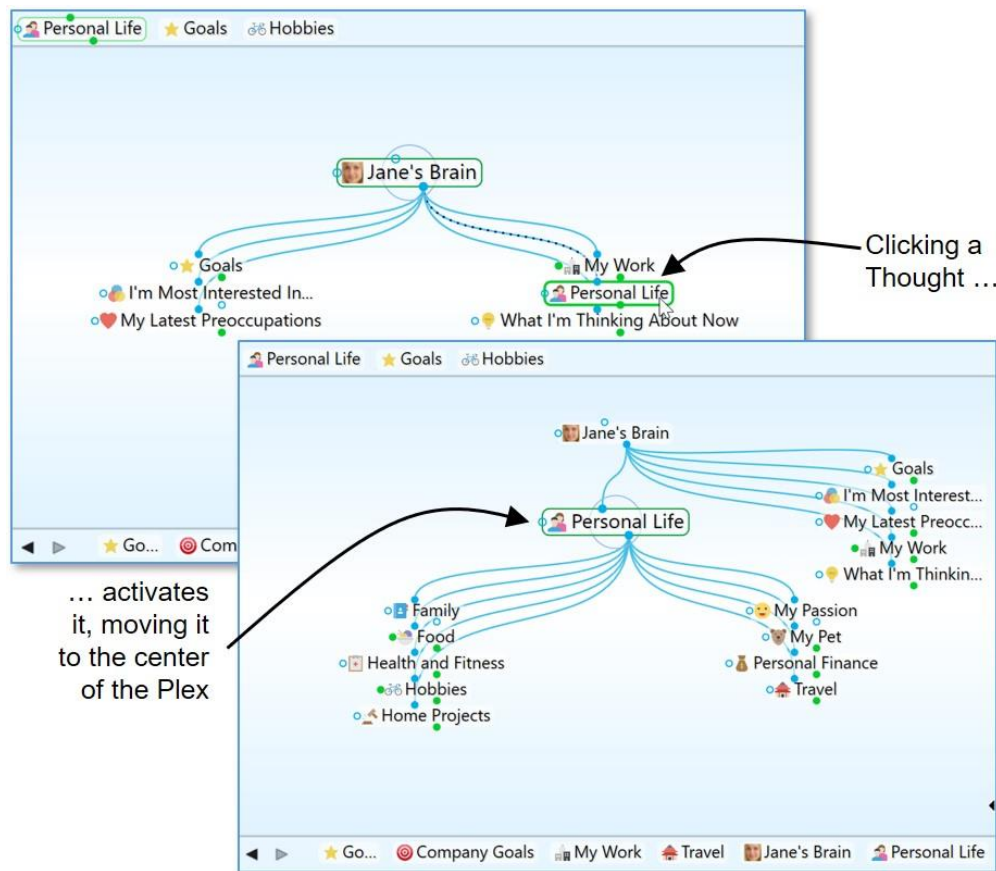 Personal Life Goals Hobbies
Jane's Brain
Goals
I'm Most Interested In...
My Latest Preoccupations
My Work
Personal Life
What I'm Thinking About Now
Clicking a
Thought ...
Go... Com
Personal Life Goals Hobbies
Jane's Brain
Goals
I'm Most Interest...
My Latest Preocc...
My Work
What I'm Thinkin...
Personal Life
... activates
it, moving it
to the center
of the Plex
Family
Food
Health and Fitness
Hobbies
Home Projects
My Passion
My Pet
Personal Finance
Travel
Go... Company Goals My Work Travel Jane's Brain Personal Life